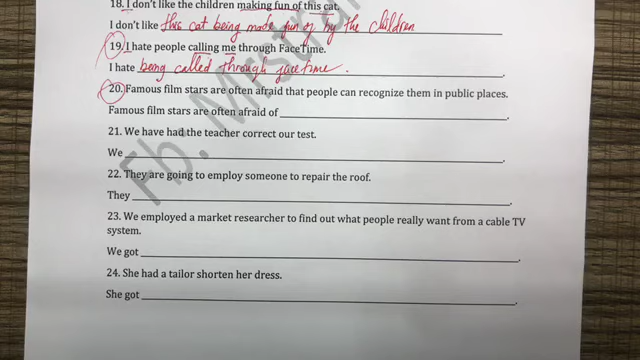 18. I don't like the children making fun of this cat.
I don't like this cat being made fun of by the children
19. I hate people calling me through FaceTime.
I hate being called through facetime.
20. Famous film stars are often afraid that people can recognize them in public places.
Famous film stars are often afraid of
21. We have had the teacher correct our test.
We
22. They are going to employ someone to repair the roof.
They
23. We employed a market researcher to find out what people really want from a cable TV
system.
We got
24. She had a tailor shorten her dress.
She got